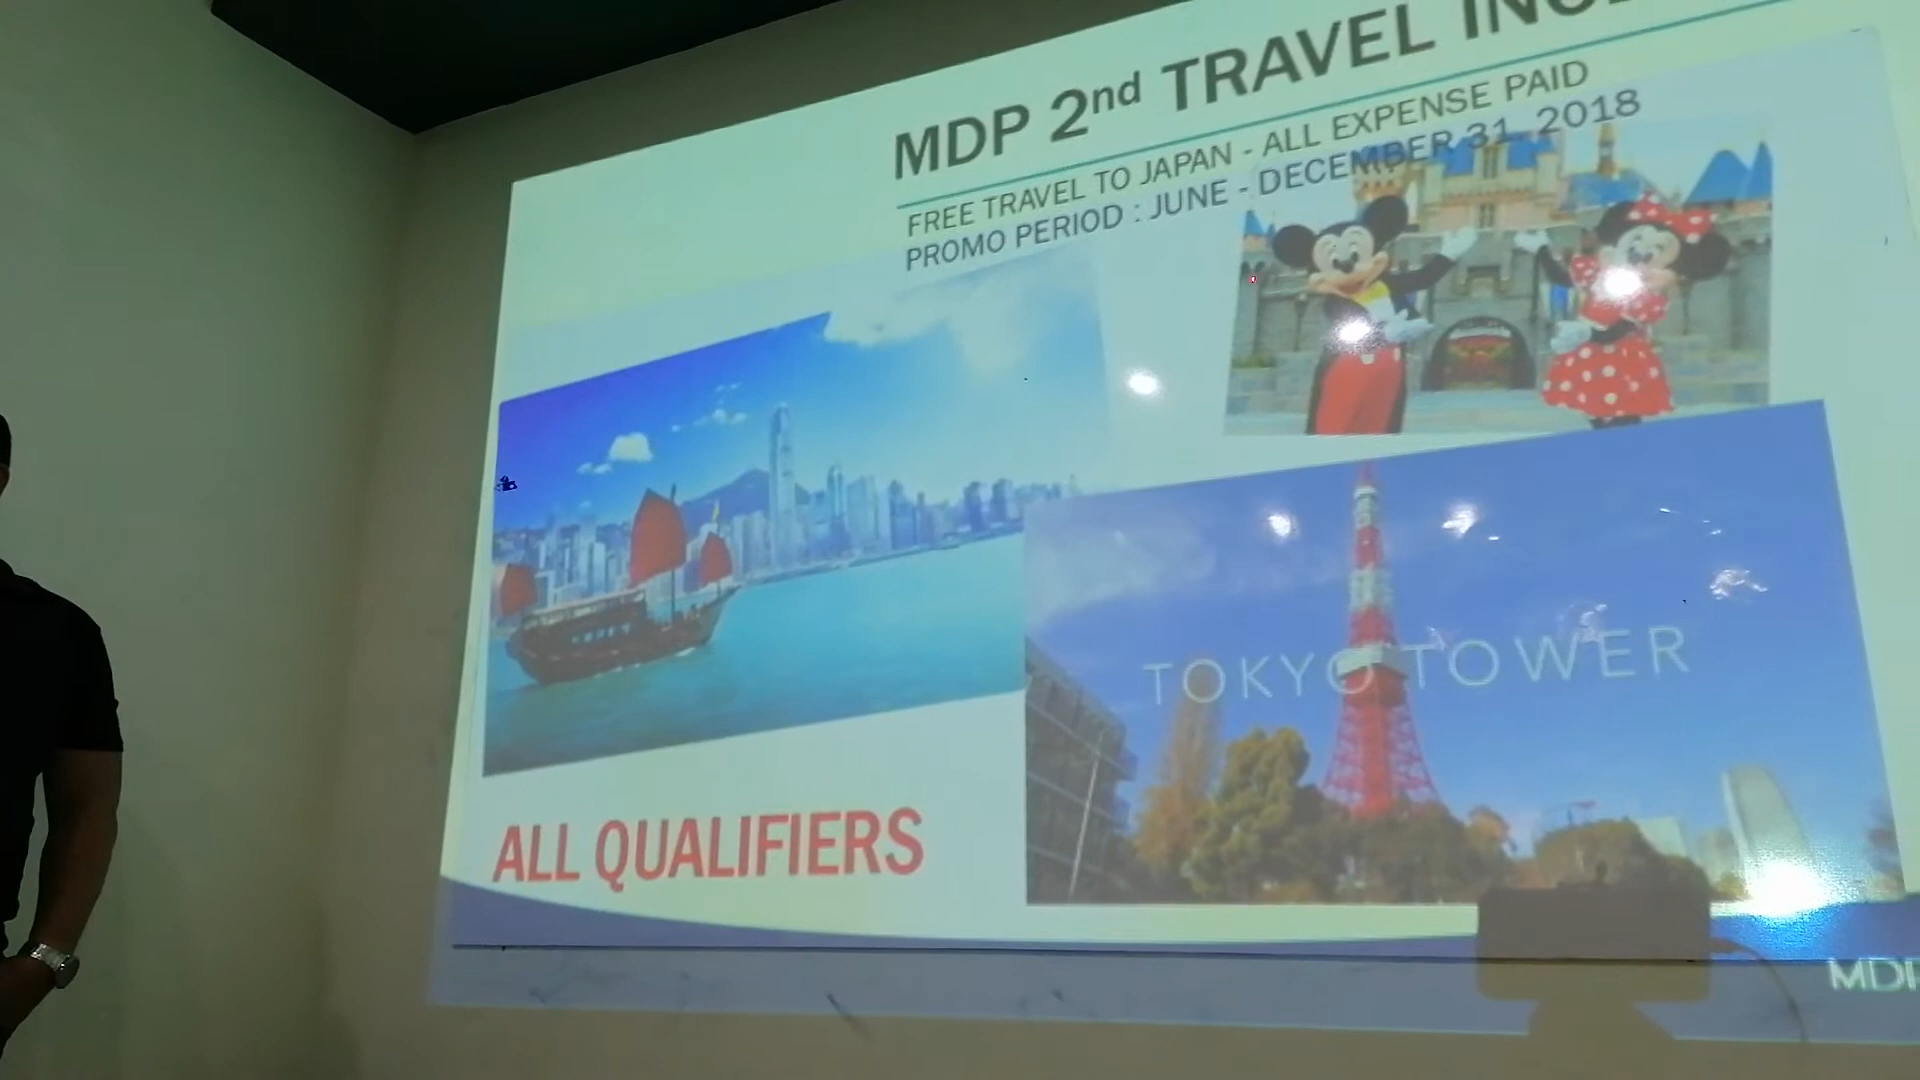 MDP 2nd TRAVEL
FREE TRAVEL TO JAPAN - ALL EXPENSE PAID
PROMO PERIOD : JUNE - DECEMBER 31, 2018
TOKYO TOWER
ALL QUALIFIERS